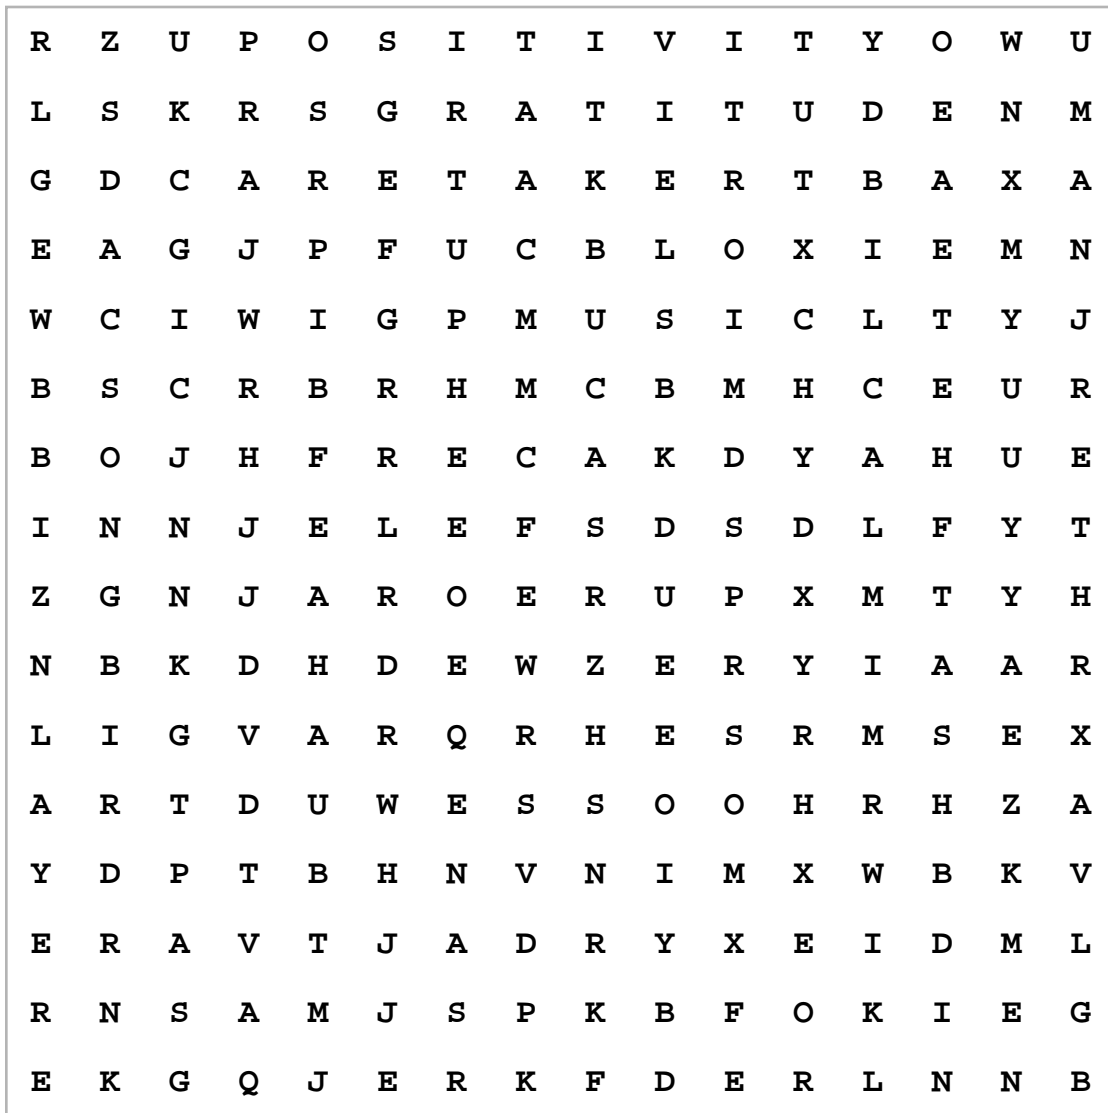 R Z U P O S I T I V I T Y O W U
L S K R S G R A T I T U D E N M
G D C A R E T A K E R T B A X A
E A G J P F U C B L O X I E M N
W C I W I G P M U S I C L T Y J
B S C R B R H M C B M H C E U R
B O J H F R E C A K D Y A H U E
I N N J E L E F S D S D L F Y T
Z G N J A R O E R U P X M T Y H
N B K D H D E W Z E R Y I A A R
L I G V A R Q R H E S R M S E X
A R T D U W E S S O O H R H Z A
Y D P T B H N V N I M X W B K V
E R A V T J A D R Y X E I D M L
R N S A M J S P K B F O K I E G
E K G Q J E R K F D E R L N N B